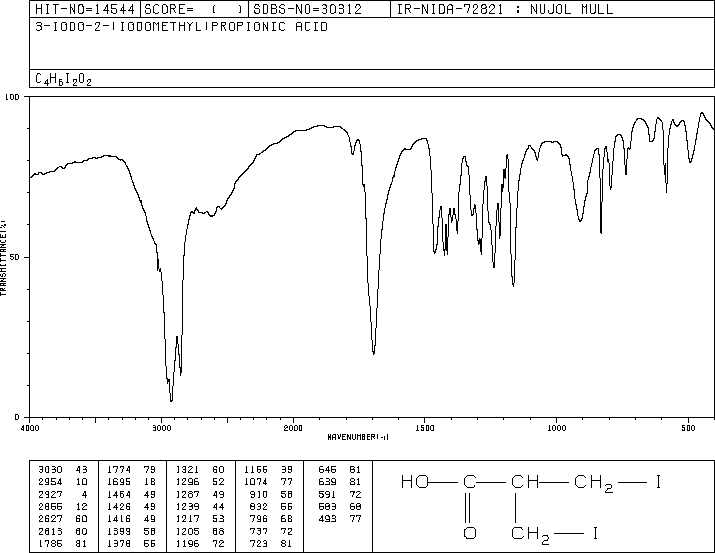 HIT-NO=14544 SCORE= ( ) SDBS-NO=30312 IR-NIDA-72821 : NUJOL MULL
3-IODO-2-(IODOMETHYL)PROPIONIC ACID
C4H6I2O2
100
50
0
TRANSMITTANCE(%)
4000 3000 2000 1500 1000 500
WAVENUMBER(-1)
3030 43 1774 79 1321 60 1166 39 646 81
2954 10 1695 18 1296 52 1074 77 639 81
2927 4 1464 49 1287 49 910 58 591 72
2866 12 1426 49 1239 44 832 55 583 68
2627 60 1416 49 1217 53 796 68 493 77
2613 60 1399 58 1205 68 737 72
1786 81 1378 55 1196 72 723 81
HO C CH CH2 I
O CH2 I